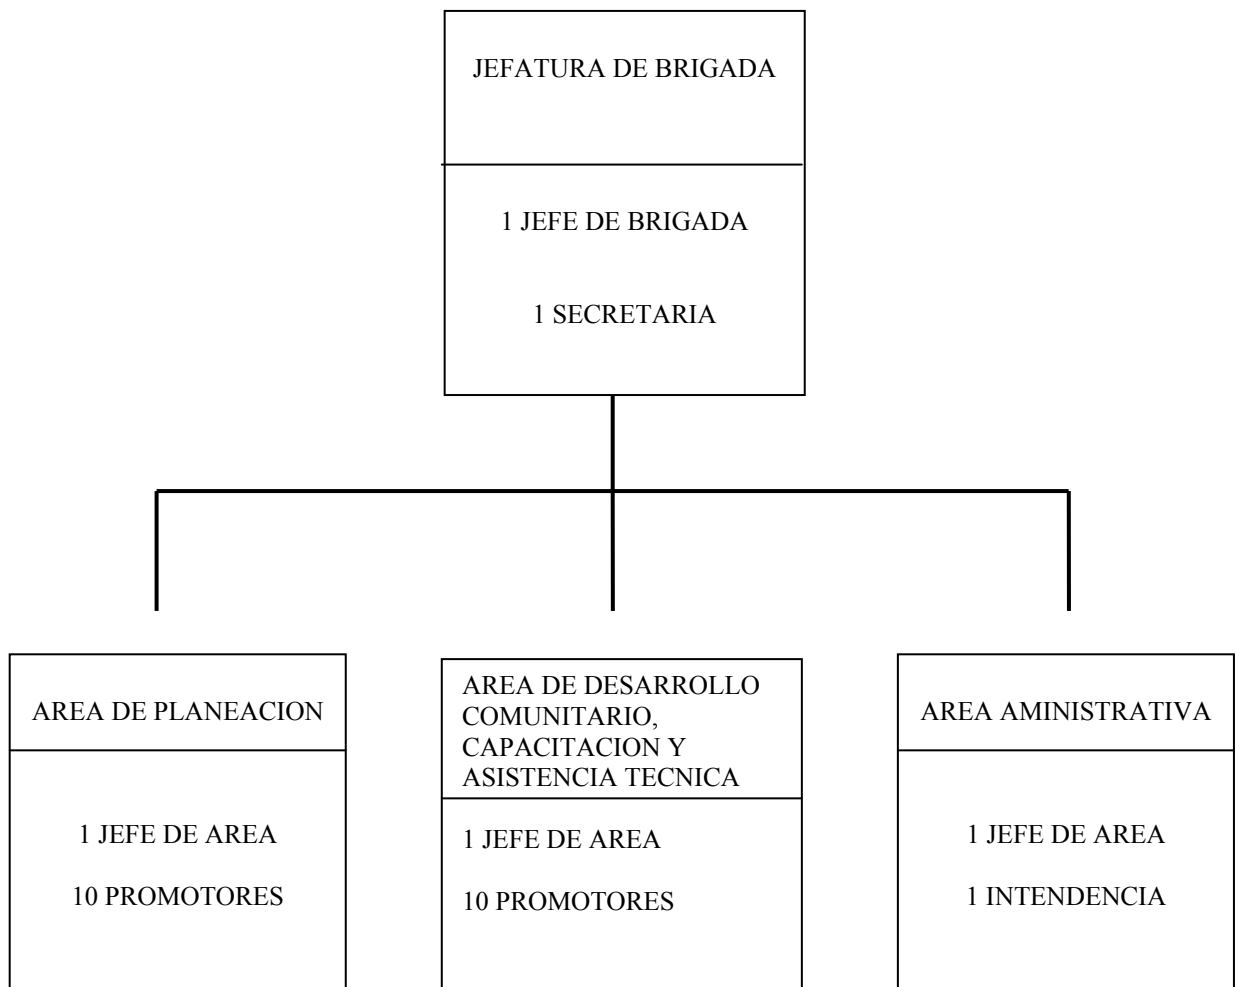 JEFATURA DE BRIGADA
1 JEFE DE BRIGADA
1 SECRETARIA
AREA DE PLANEACION
1 JEFE DE AREA
10 PROMOTORES
AREA DE DESARROLLO
COMUNITARIO,
CAPACITACION Y
ASISTENCIA TECNICA
1 JEFE DE AREA
10 PROMOTORES
AREA AMINISTRATIVA
1 JEFE DE AREA
1 INTENDENCIA